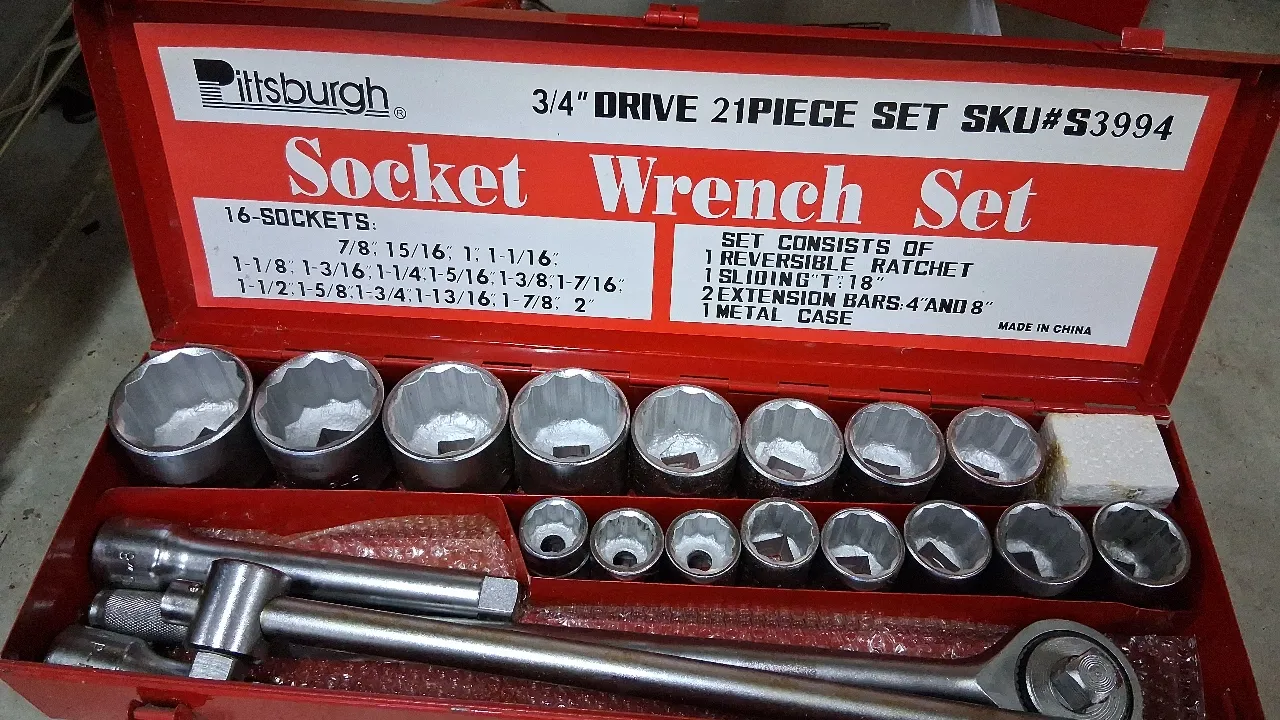 Pittsburgh®
3/4" DRIVE 21PIECE SET SKU#S3994
Socket Wrench Set
16-SOCKETS:
7/8", 15/16", 1", 1-1/16",
1-1/8", 1-3/16", 1-1/4", 1-5/16", 1-3/8", 1-7/16",
1-1/2", 1-5/8", 1-3/4", 1-13/16", 1-7/8", 2"
SET CONSISTS OF
1 REVERSIBLE RATCHET
1 SLIDING "T": 18"
2 EXTENSION BARS: 4" AND 8"
1 METAL CASE
MADE IN CHINA